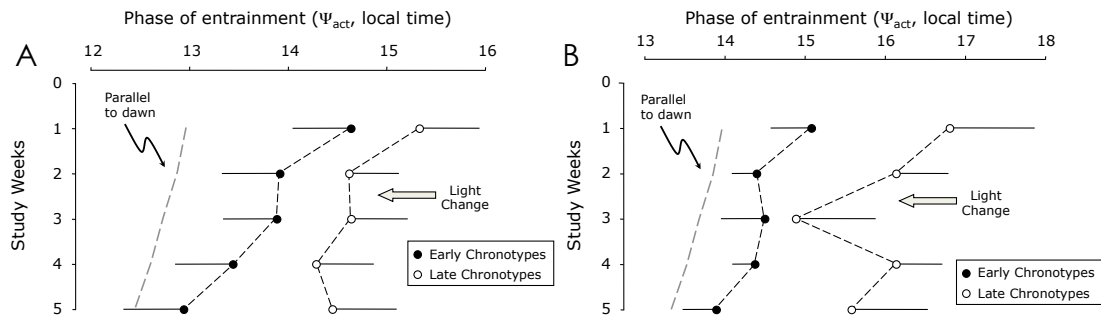 Phase of entrainment (Ψact, local time)
12 13 14 15 16
A
Study Weeks
0
1
2
3
4
5
Parallel
to dawn
Light
Change
Early Chronotypes
Late Chronotypes
Phase of entrainment (Ψact, local time)
13 14 15 16 17 18
B
Study Weeks
0
1
2
3
4
5
Parallel
to dawn
Light
Change
Early Chronotypes
Late Chronotypes